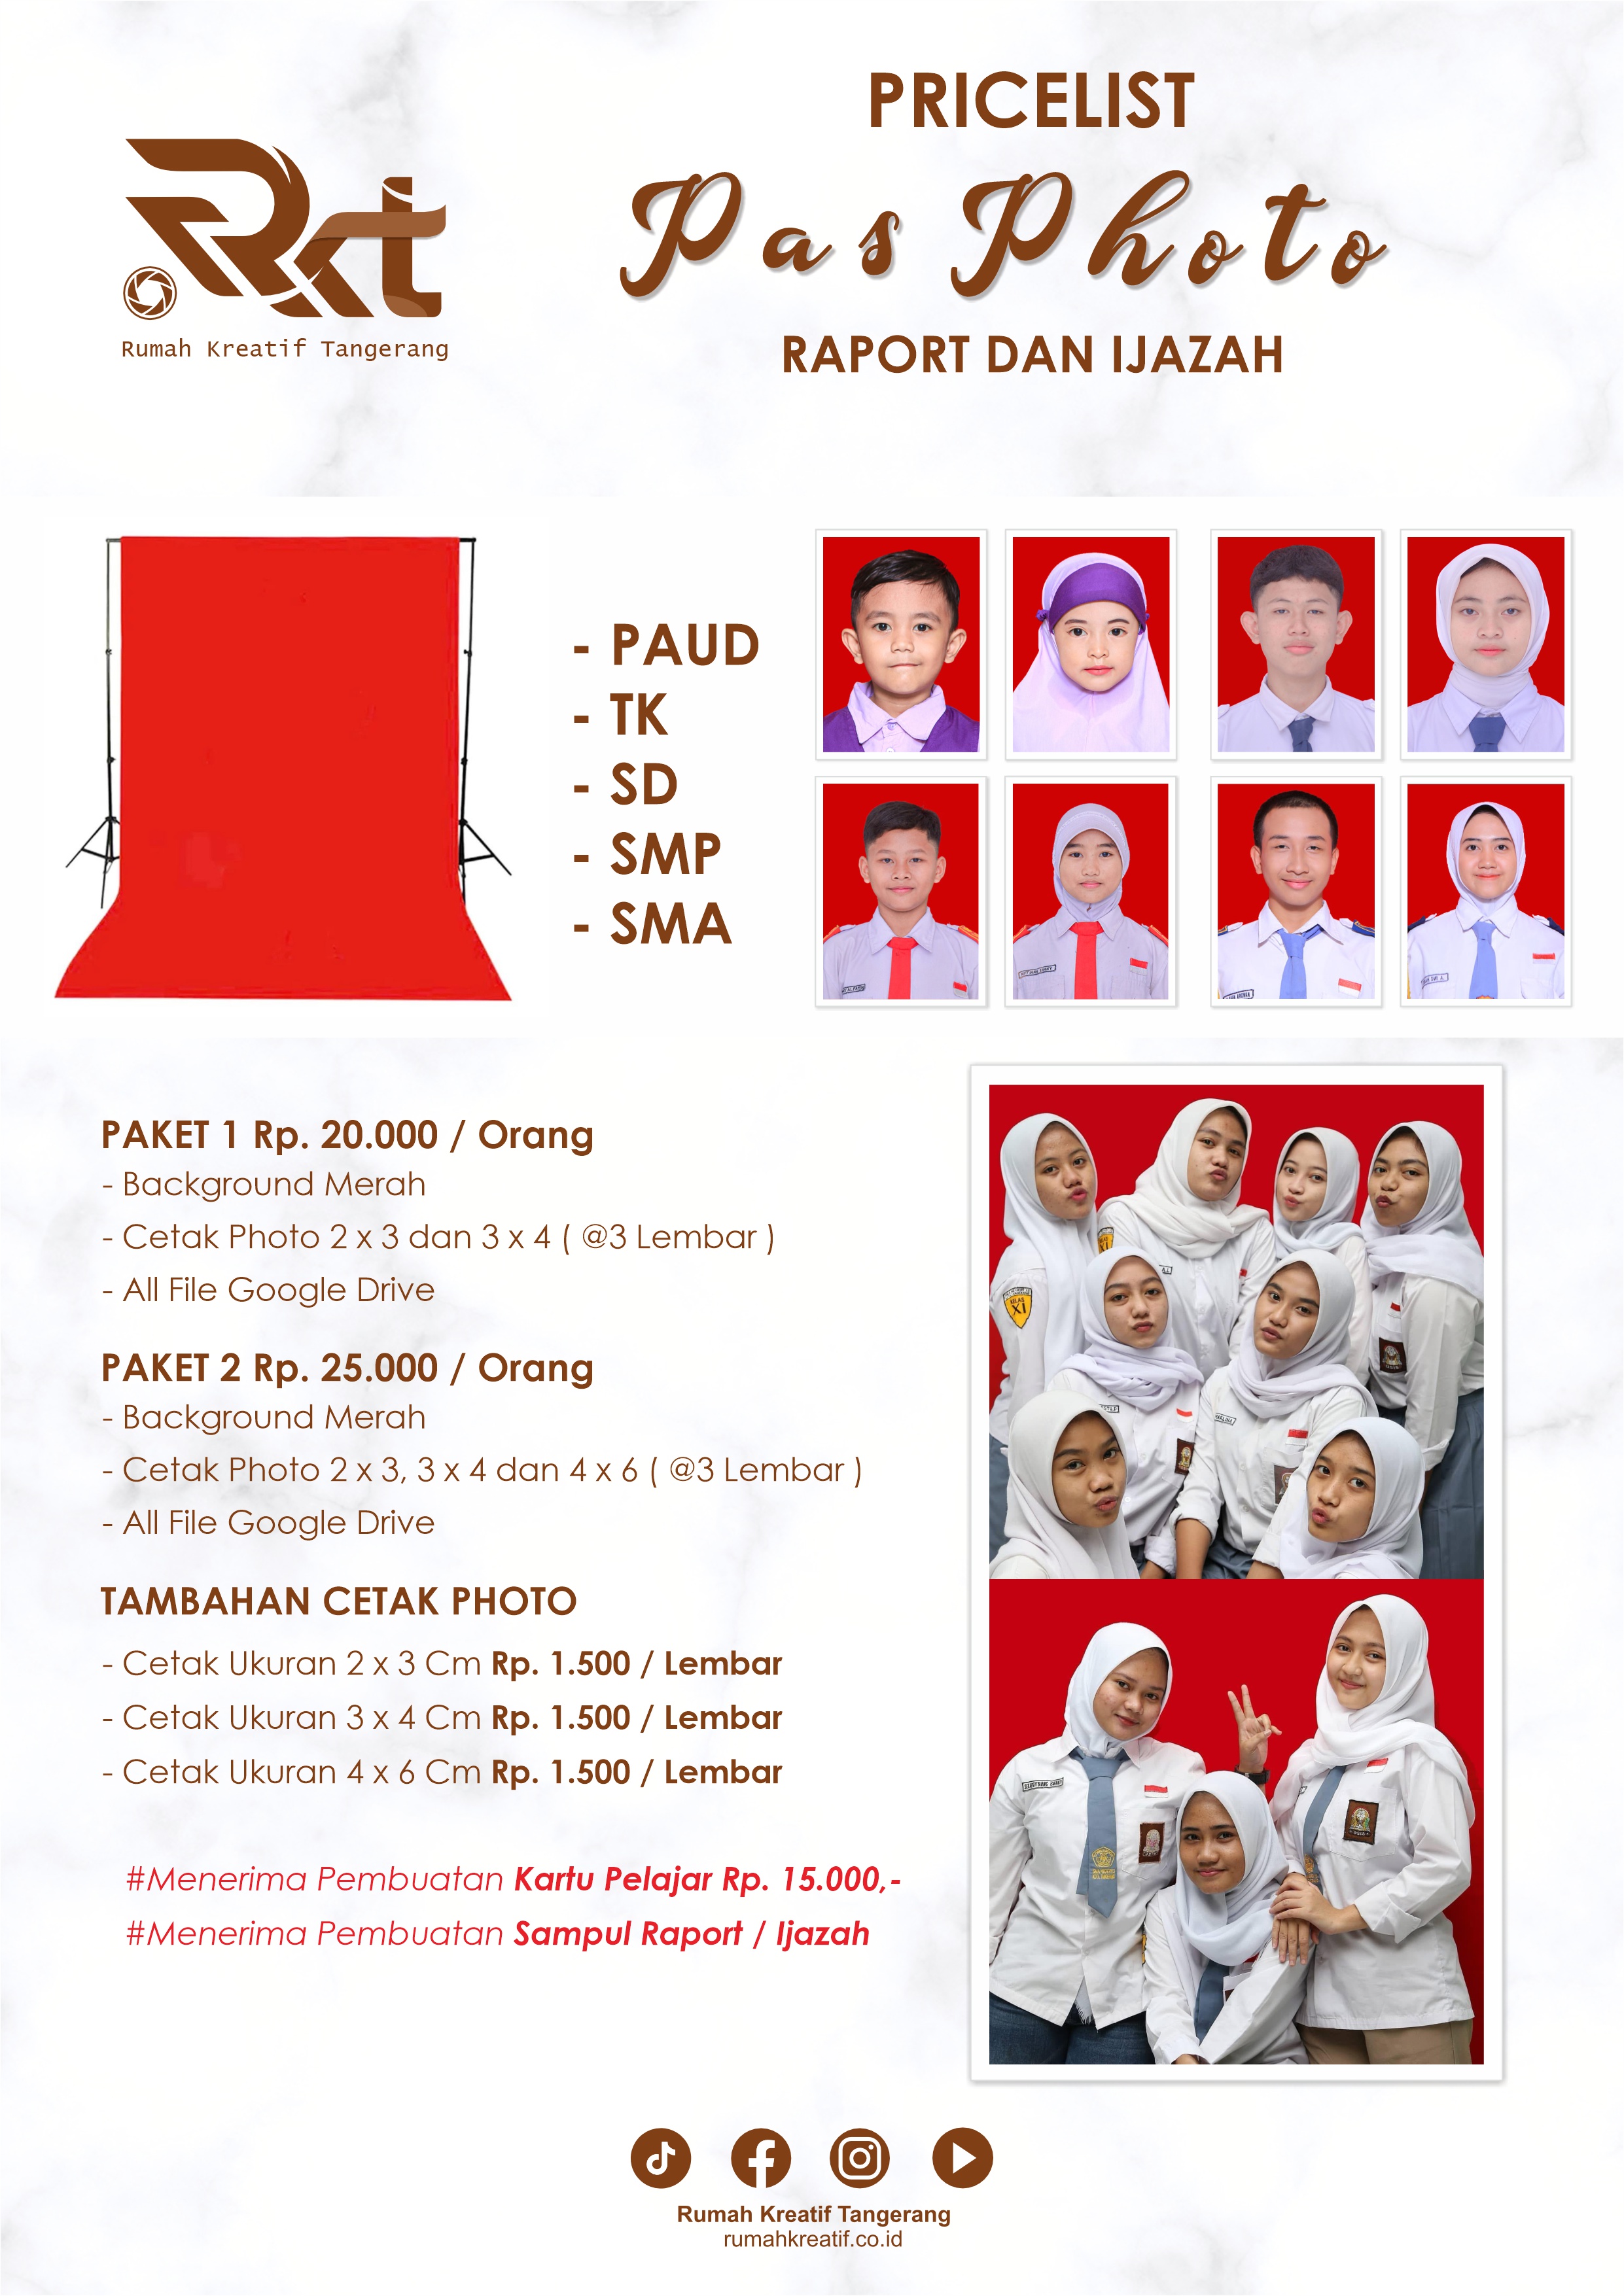 Rkt
Rumah Kreatif Tangerang
PRICELIST
Pas Photo
RAPORT DAN IJAZAH
- PAUD
- TK
- SD
- SMP
- SMA
PAKET 1 Rp. 20.000 / Orang
- Background Merah
- Cetak Photo 2 x 3 dan 3 x 4 ( @3 Lembar )
- All File Google Drive
PAKET 2 Rp. 25.000 / Orang
- Background Merah
- Cetak Photo 2 x 3, 3 x 4 dan 4 x 6 ( @3 Lembar )
- All File Google Drive
TAMBAHAN CETAK PHOTO
- Cetak Ukuran 2 x 3 Cm Rp. 1.500 / Lembar
- Cetak Ukuran 3 x 4 Cm Rp. 1.500 / Lembar
- Cetak Ukuran 4 x 6 Cm Rp. 1.500 / Lembar
#Menerima Pembuatan Kartu Pelajar Rp. 15.000,-
#Menerima Pembuatan Sampul Raport / Ijazah
KELAS
XI
Rumah Kreatif Tangerang
rumahkreatif.co.id